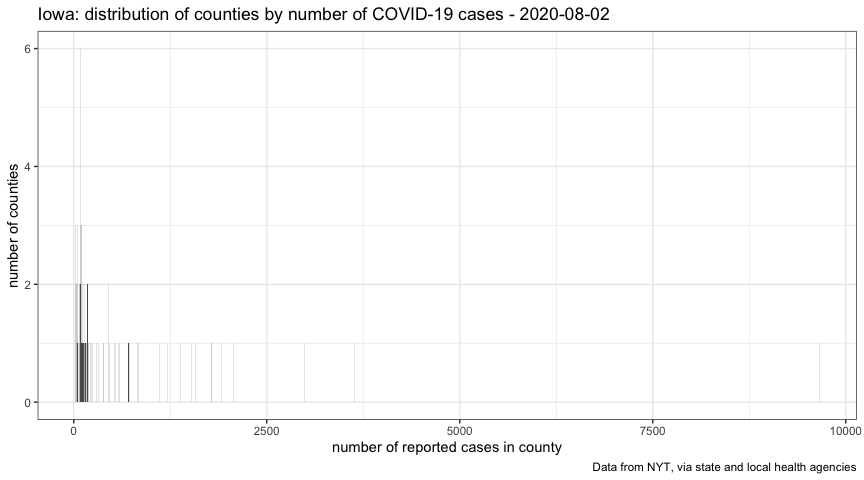 Iowa: distribution of counties by number of COVID-19 cases - 2020-08-02
6
4
2
0
number of counties
0 2500 5000 7500 10000
number of reported cases in county
Data from NYT, via state and local health agencies